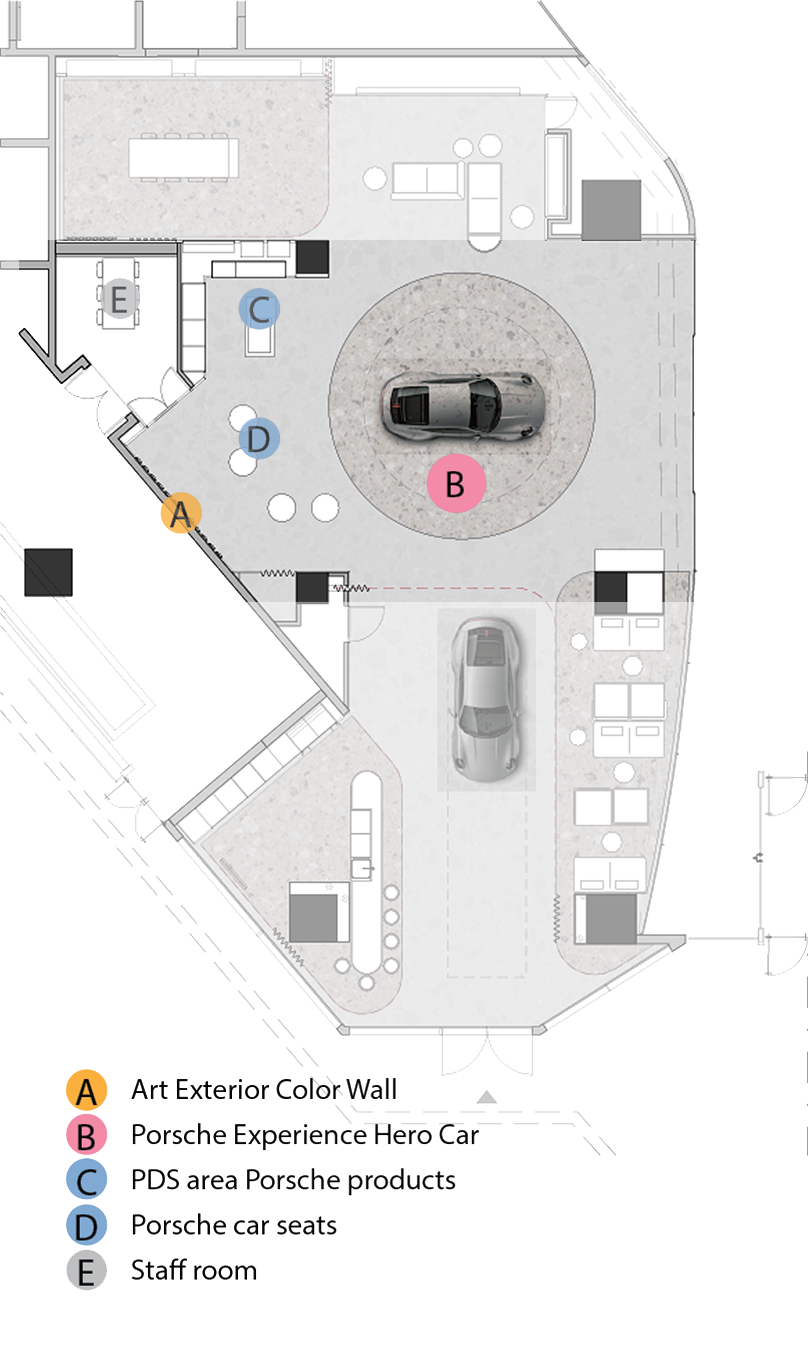 E
C
D
B
A
A Art Exterior Color Wall
B Porsche Experience Hero Car
C PDS area Porsche products
D Porsche car seats
E Staff room